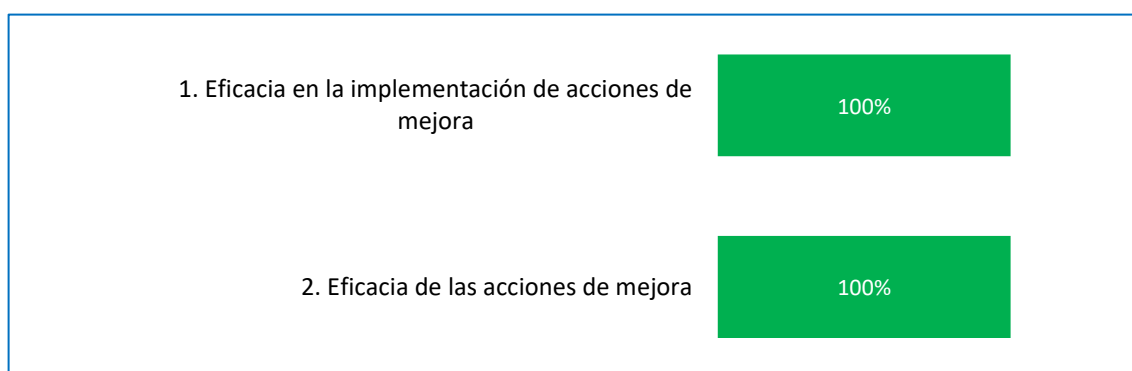 1. Eficacia en la implementación de acciones de
mejora
100%
2. Eficacia de las acciones de mejora
100%